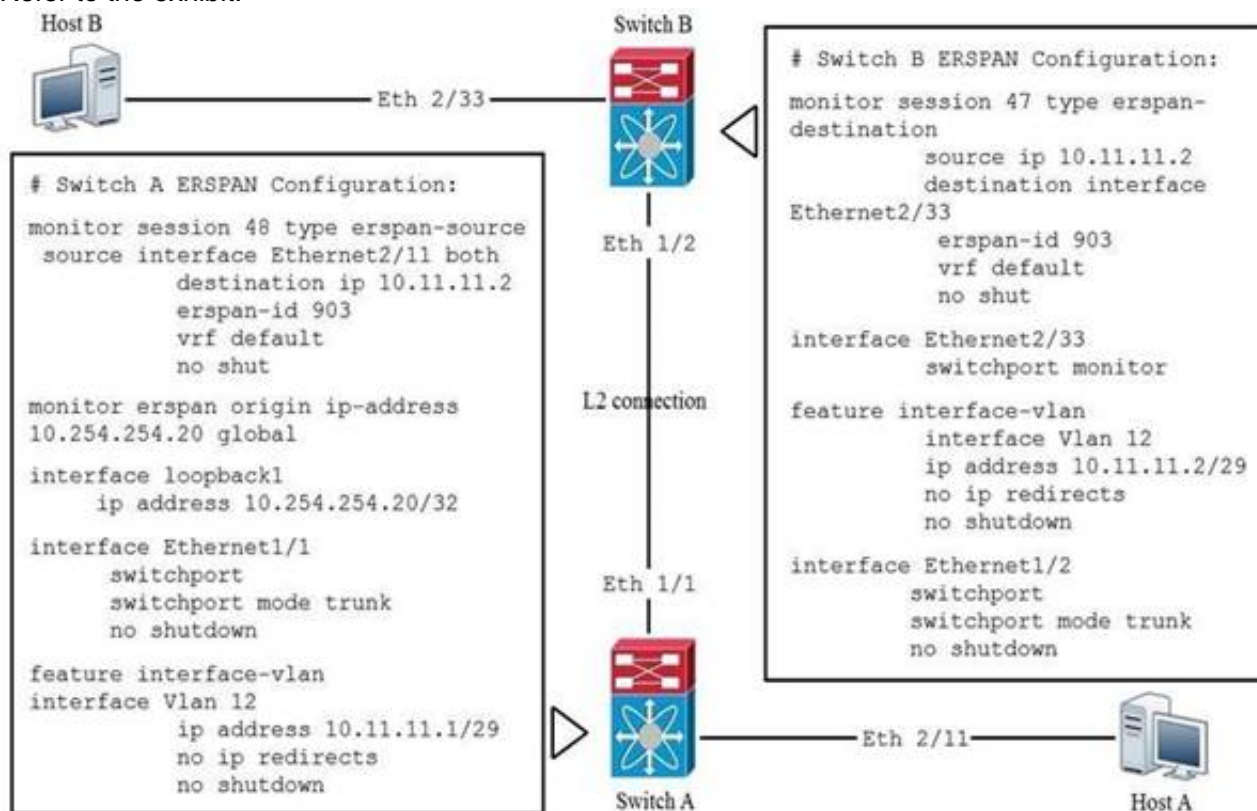 Refer to the exhibit.
Host B
Switch B
Eth 2/33
# Switch B ERSPAN Configuration:
monitor session 47 type erspan-
destination
source ip 10.11.11.2
destination interface
Ethernet2/33
erspan-id 903
vrf default
no shut
interface Ethernet2/33
switchport monitor
feature interface-vlan
interface Vlan 12
ip address 10.11.11.2/29
no ip redirects
no shutdown
interface Ethernet1/2
switchport
switchport mode trunk
no shutdown
# Switch A ERSPAN Configuration:
monitor session 48 type erspan-source
source interface Ethernet2/11 both
destination ip 10.11.11.2
erspan-id 903
vrf default
no shut
monitor erspan origin ip-address
10.254.254.20 global
interface loopback1
ip address 10.254.254.20/32
interface Ethernet1/1
switchport
switchport mode trunk
no shutdown
feature interface-vlan
interface Vlan 12
ip address 10.11.11.1/29
no ip redirects
no shutdown
Eth 1/2
L2 connection
Eth 1/1
Eth 2/11
Switch A
Host A